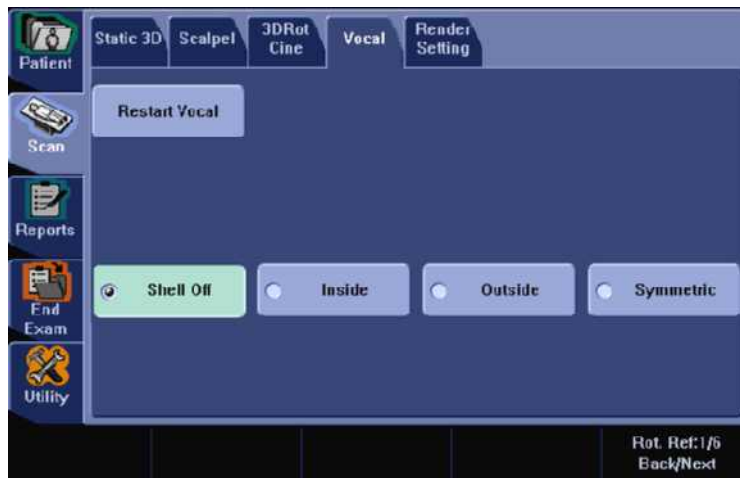 Patient
Static 3D
Scalpel
3DRot
Cine
Vocal
Render
Setting
Restart Vocal
Scan
Reports
Shell Off
Inside
Outside
Symmetric
End
Exam
Utility
Rot. Ref:1/6
Back/Next